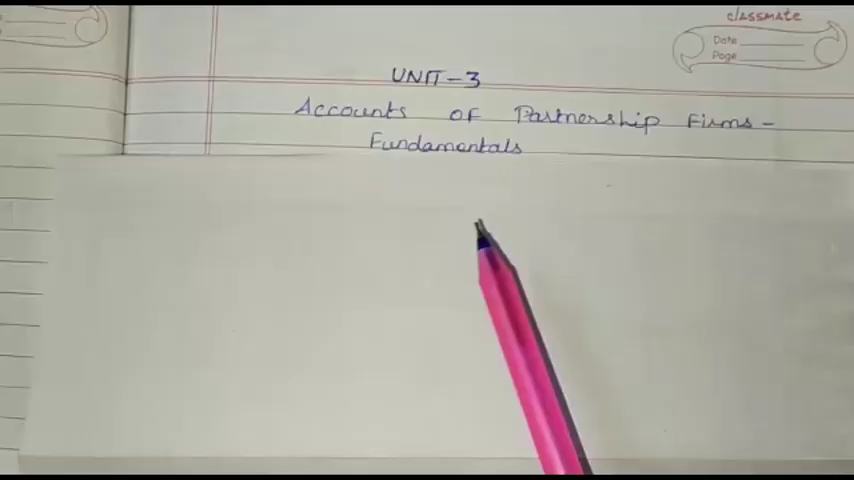 classmate
Date
Page
UNIT-3
Accounts of Partnership Firms -
Fundamentals